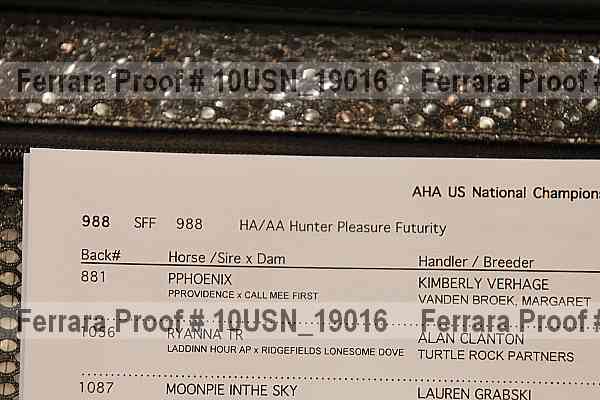 Ferrara Proof # 10USN_19016 Ferrara Proof #
AHA US National Champion
988 SFF 988 HA/AA Hunter Pleasure Futurity
Back# Horse /Sire x Dam Handler / Breeder
881 PPHOENIX KIMBERLY VERHAGE
PPROVIDENCE x CALL MEE FIRST VANDEN BROEK, MARGARET
Ferrara Proof # 10USN_19016 Ferrara Proof #
1056 RYANNA TR ALAN CLANTON
LADDINN HOUR AP x RIDGEFIELDS LONESOME DOVE TURTLE ROCK PARTNERS
1087 MOONPIE INTHE SKY LAUREN GRABSKI